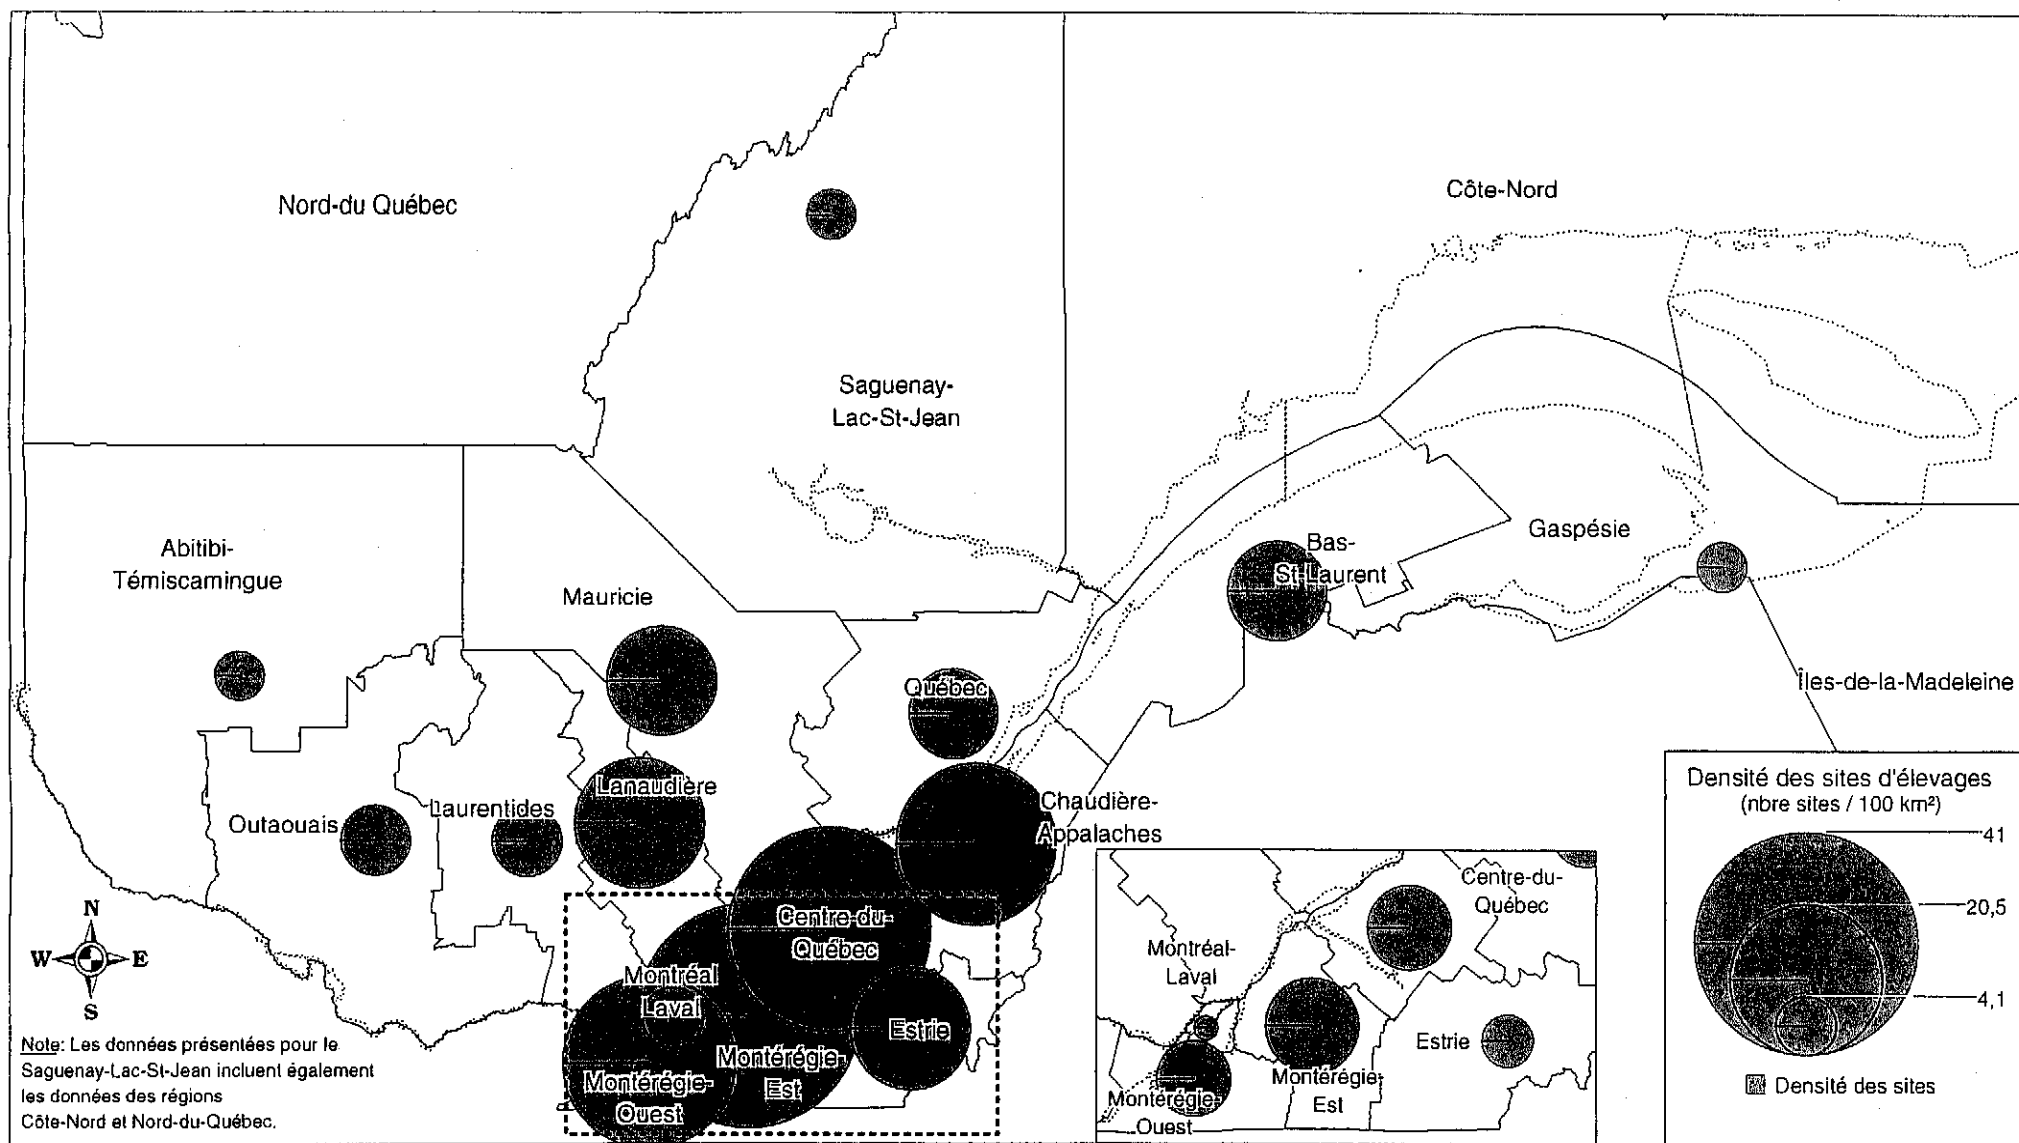 Nord-du Québec
Côte-Nord
Saguenay-
Lac-St-Jean
Abitibi-
Témiscamingue
Mauricie
Bas-
St-Laurent
Gaspésie
Québec
Îles-de-la-Madeleine
Outaouais
Laurentides
Lanaudière
Chaudière-
Appalaches
Centre-du-
Québec
Montréal
Laval
Estrie
Montérégie-
Est
Montérégie-
Ouest
N
W E
S
Note: Les données présentées pour le
Saguenay-Lac-St-Jean incluent également
les données des régions
Côte-Nord et Nord-du-Québec.
Centre-du-
Québec
Montréal-
Laval
Estrie
Montérégie-
Est
Montérégie-
Ouest
Densité des sites d'élevages
(nbre sites / 100 km²)
41
20,5
4,1
Densité des sites